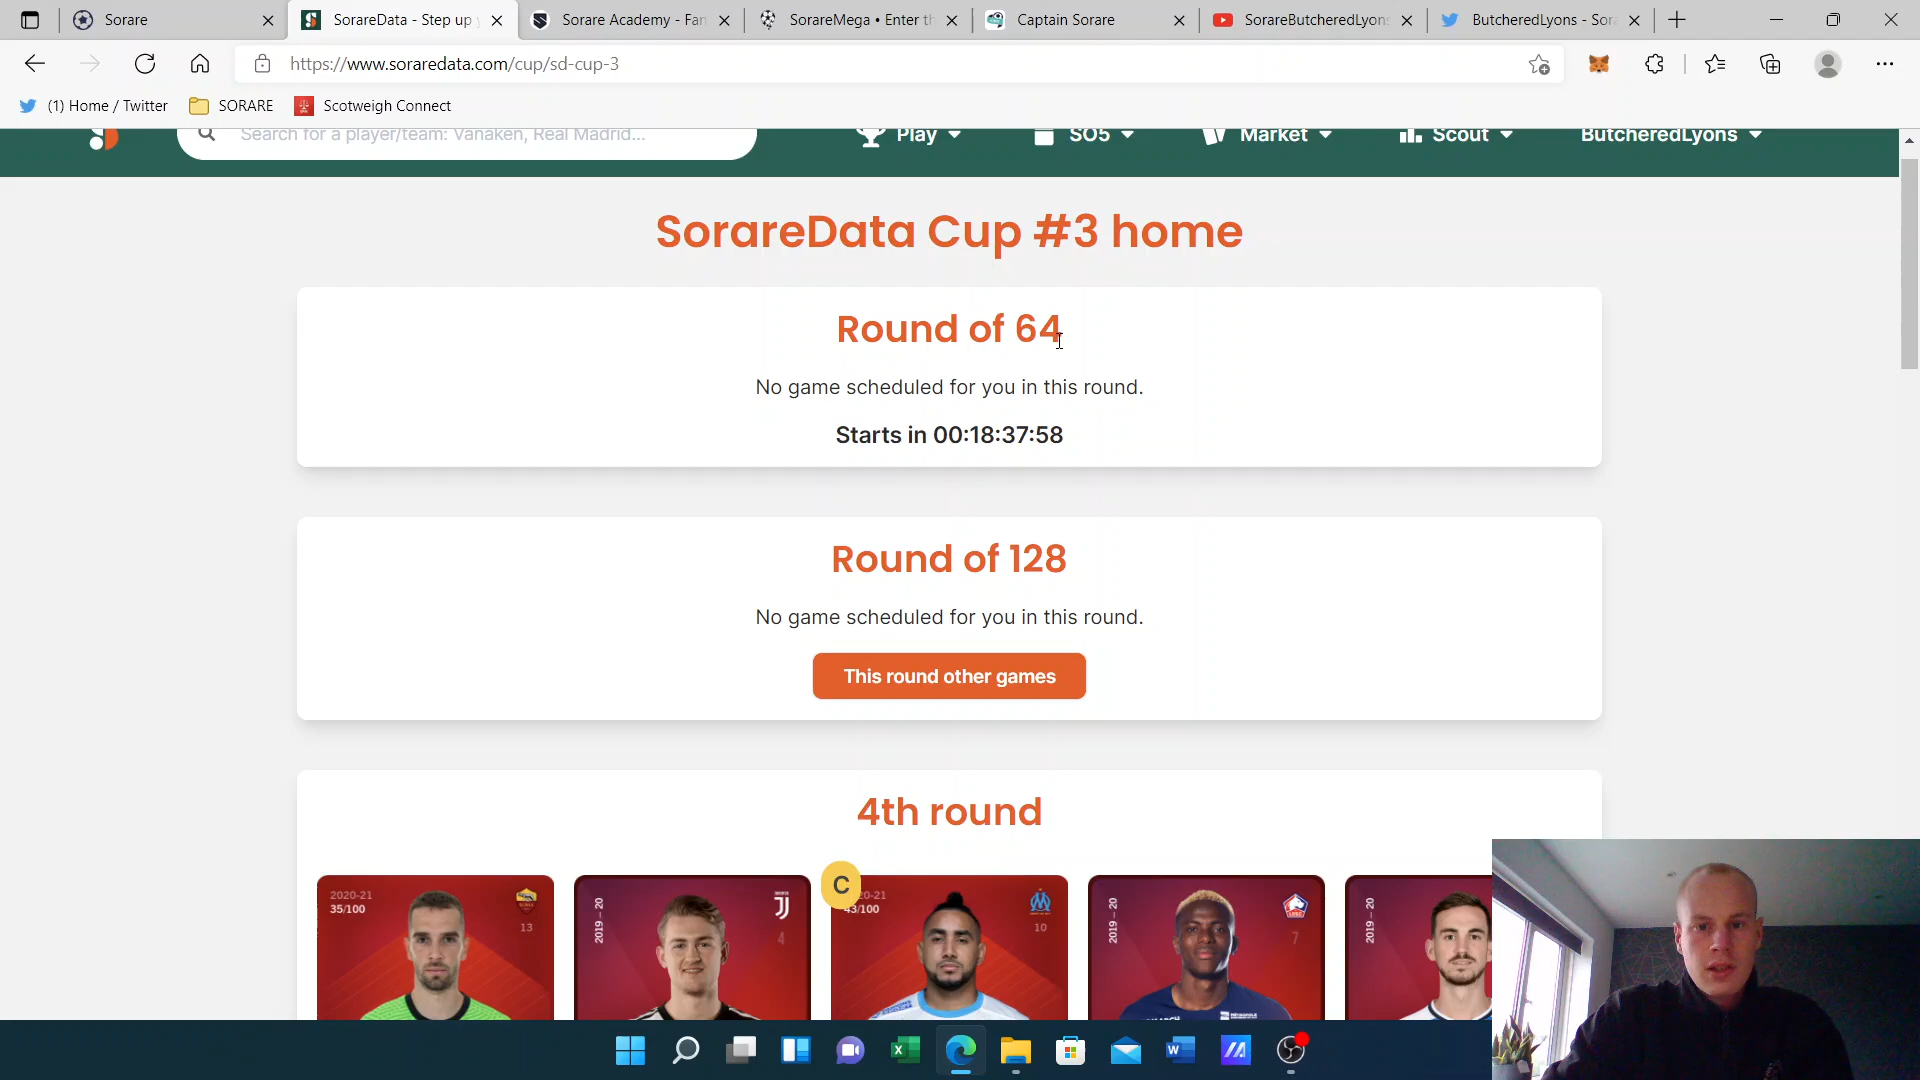 Sorare
SorareData - Step up
Sorare Academy - Fan
SorareMega • Enter th
Captain Sorare
SorareButcheredLyons
ButcheredLyons - Sora
https://www.soraredata.com/cup/sd-cup-3
(1) Home / Twitter
SORARE
Scotweigh Connect
Search for a player/team: Vanaken, Real Madrid...
Play
SO5
Market
Scout
ButcheredLyons
SorareData Cup #3 home
Round of 64
No game scheduled for you in this round.
Starts in 00:18:37:58
Round of 128
No game scheduled for you in this round.
This round other games
4th round
2020-21
35/100
13
2019-20
4
C
20-21
43/100
10
2019-20
7
2019-20